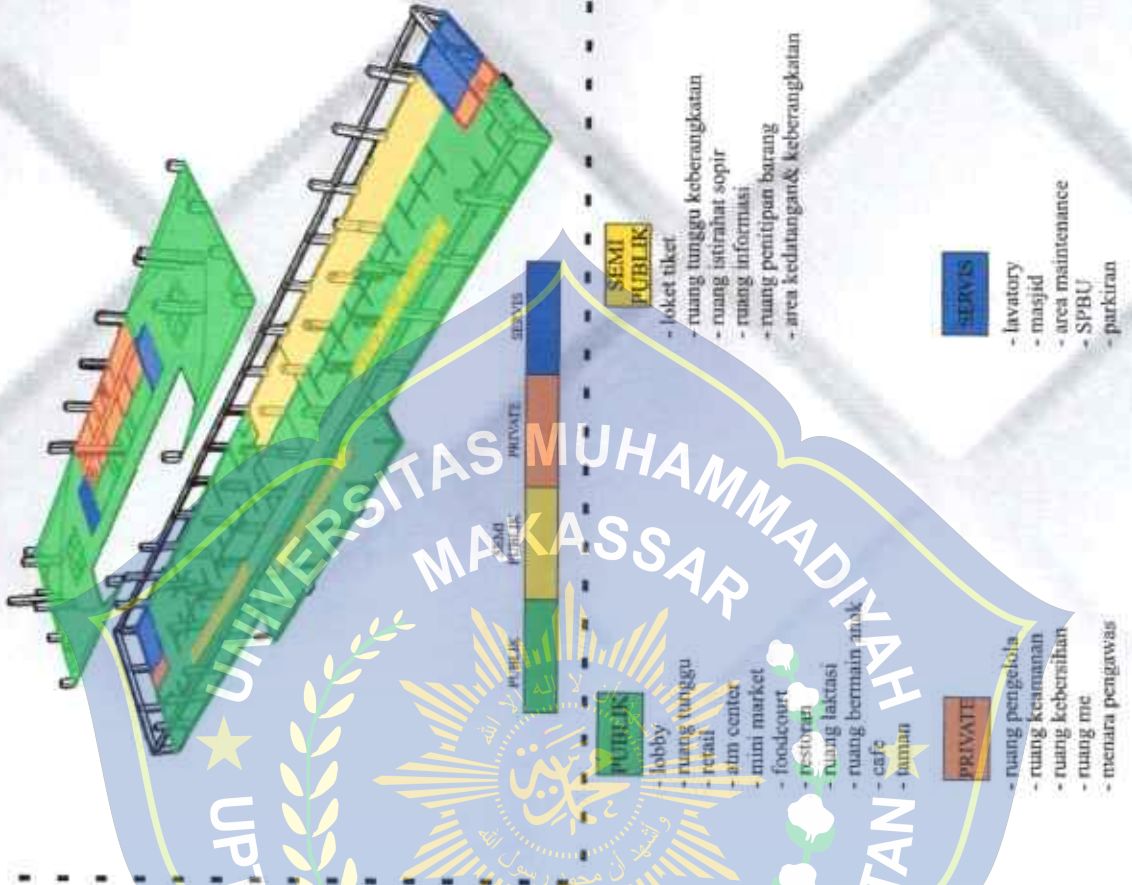 PUBLIK
SEMI
PUBLIK
PRIVATE
SERVIS
PUBLIK
- lobby
- ruang tunggu
- retail
- atm center
- mini market
- foodcourt
- restoran
- ruang laktasi
- ruang bermain anak
- cafe
- taman
SEMI
PUBLIK
- loket tiket
- ruang tunggu keberangkatan
- ruang istirahat sopir
- ruang informasi
- ruang penitipan barang
- area kedatangan& keberangkatan
PRIVATE
- ruang pengelola
- ruang keamanan
- ruang kebersihan
- ruang me
- menara pengawas
SERVIS
- lavatory
- masjid
- area maintenance
- SPBU
- parkiran
UNIVERSITAS MUHAMMADIYAH
MAKASSAR